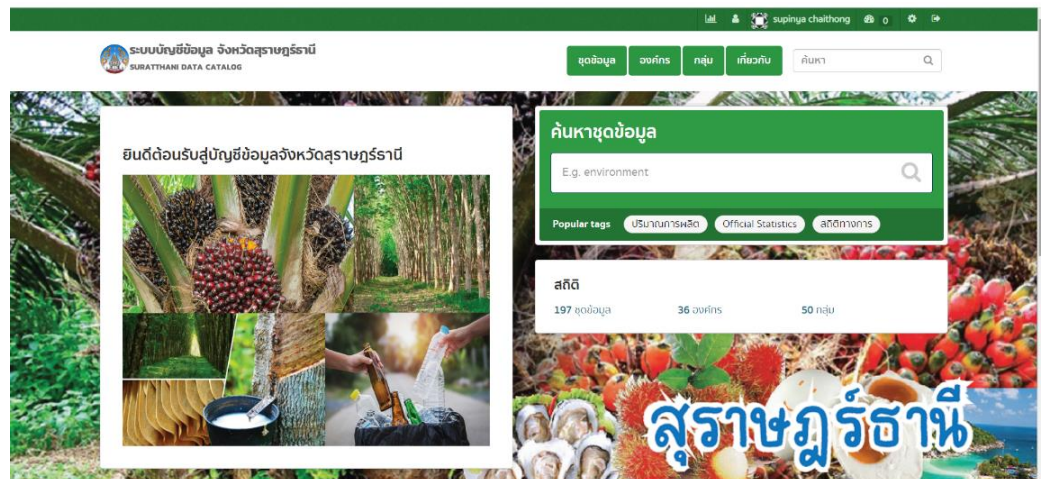 supinya chaithong 0
ระบบบัญชีข้อมูล จังหวัดสุราษฎร์ธานี
SURATTHANI DATA CATALOG
ชุดข้อมูล องค์กร กลุ่ม เกี่ยวกับ ค้นหา
ยินดีต้อนรับสู่บัญชีข้อมูลจังหวัดสุราษฎร์ธานี
ค้นหาชุดข้อมูล
E.g. environment
Popular tags ปริมาณการผลิต Official Statistics สถิติทางการ
สถิติ
197 ชุดข้อมูล 36 องค์กร 50 กลุ่ม
สุราษฎร์ธานี